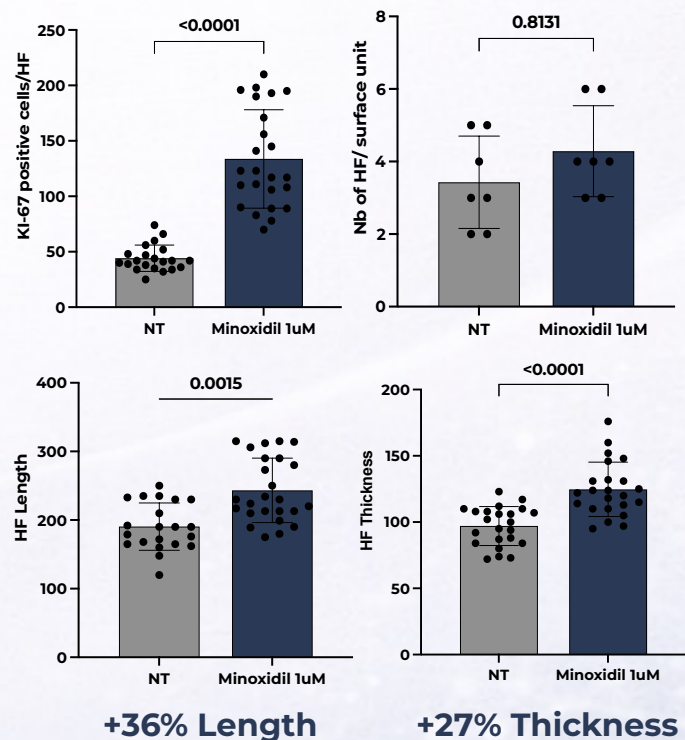 <0.0001
KI-67 positive cells/HF
250
200
150
100
50
0
NT
Minoxidil 1uM
0.8131
Nb of HF/ surface unit
8
6
4
2
0
NT
Minoxidil 1uM
0.0015
HF Length
400
300
200
100
0
NT
Minoxidil 1uM
<0.0001
HF Thickness
200
150
100
50
0
NT
Minoxidil 1uM
+36% Length
+27% Thickness